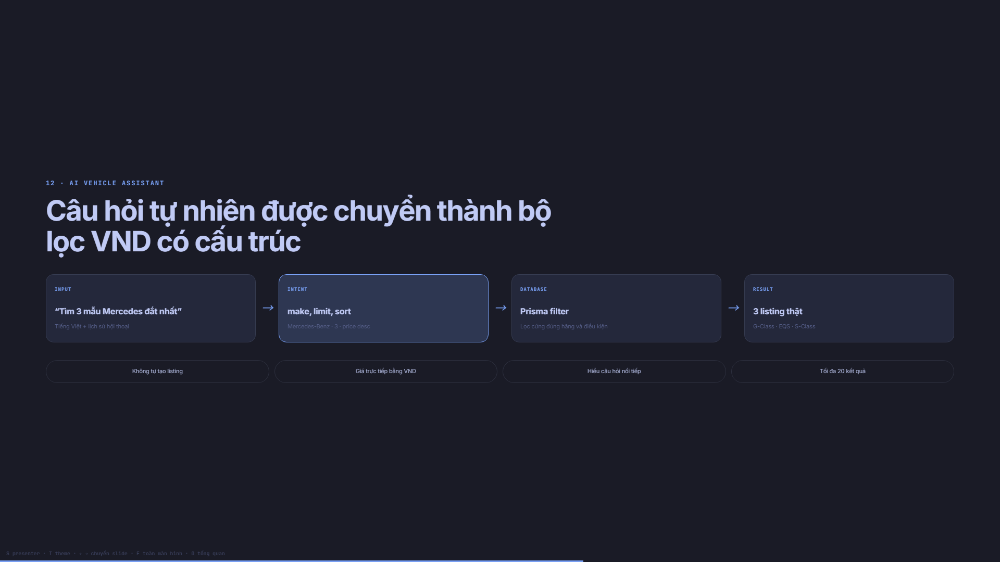 12 · AI VEHICLE ASSISTANT
Câu hỏi tự nhiên được chuyển thành bộ
lọc VND có cấu trúc
INPUT
“Tìm 3 mẫu Mercedes đắt nhất”
Tiếng Việt + lịch sử hội thoại
→
INTENT
make, limit, sort
Mercedes-Benz · 3 · price desc
→
DATABASE
Prisma filter
Lọc cứng đúng hãng và điều kiện
→
RESULT
3 listing thật
G-Class · EQS · S-Class
Không tự tạo listing
Giá trực tiếp bằng VND
Hiểu câu hỏi nối tiếp
Tối đa 20 kết quả
S presenter · T theme · ← → chuyển slide · F toàn màn hình · O tổng quan